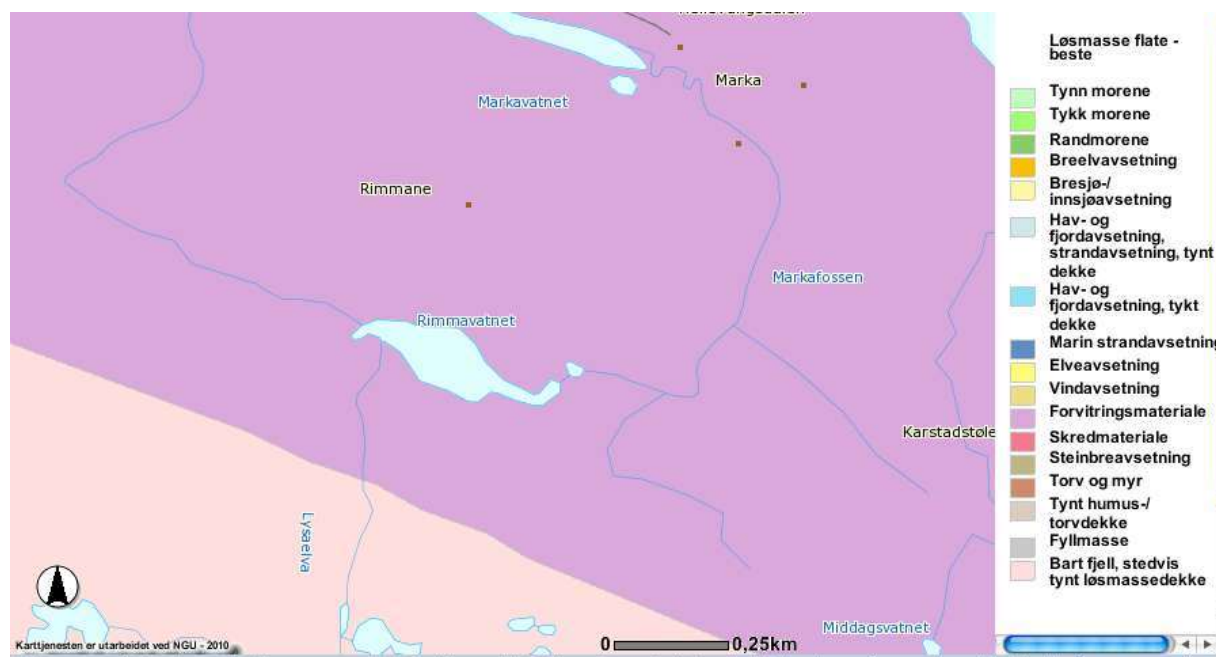 Marka
Markavatnet
Rimmane
Markafossen
Rimmavatnet
Karstadstøle
Lysaelva
Middagsvatnet
Karttjenesten er utarbeidet ved NGU - 2010
0 0,25km
Løsmasse flate -
beste
Tynn morene
Tykk morene
Randmorene
Breelvavsetning
Bresjø-/
innsjøavsetning
Hav- og
fjordavsetning,
strandavsetning, tynt
dekke
Hav- og
fjordavsetning, tykt
dekke
Marin strandavsetning
Elveavsetning
Vindavsetning
Forvitringsmateriale
Skredmateriale
Steinbreavsetning
Torv og myr
Tynt humus-/
torvdekke
Fyllmasse
Bart fjell, stedvis
tynt løsmassedekke